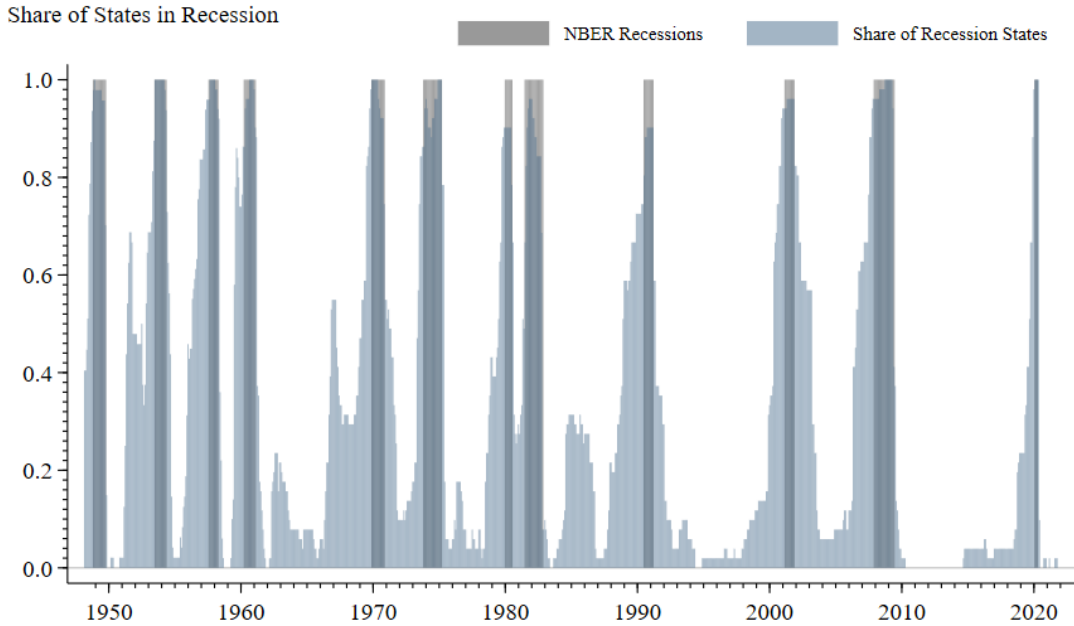 Share of States in Recession
NBER Recessions
Share of Recession States
1.0
0.8
0.6
0.4
0.2
0.0
1950 1960 1970 1980 1990 2000 2010 2020